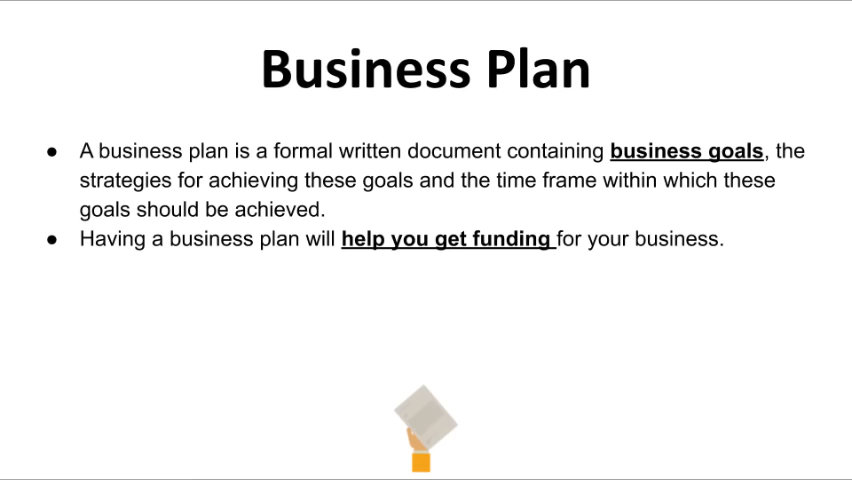 Business Plan
● A business plan is a formal written document containing business goals, the
strategies for achieving these goals and the time frame within which these
goals should be achieved.
● Having a business plan will help you get funding for your business.